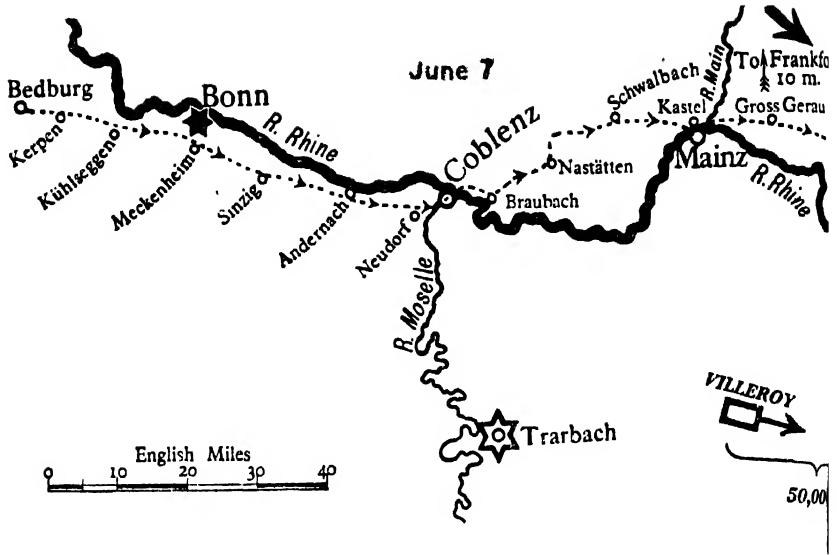 June 7
To Frankfo
10 m.
R. Main
Schwalbach
Kastel
Gross Gerau
Bedburg
Bonn
R. Rhine
Coblenz
Mainz
R. Rhine
Kerpen
Kühlseggen
Meckenheim
Sinzig
Andernach
Neudorf
Braubach
Nastätten
R. Moselle
VILLEROY
Trarbach
English Miles
0 10 20 30 40
50,00